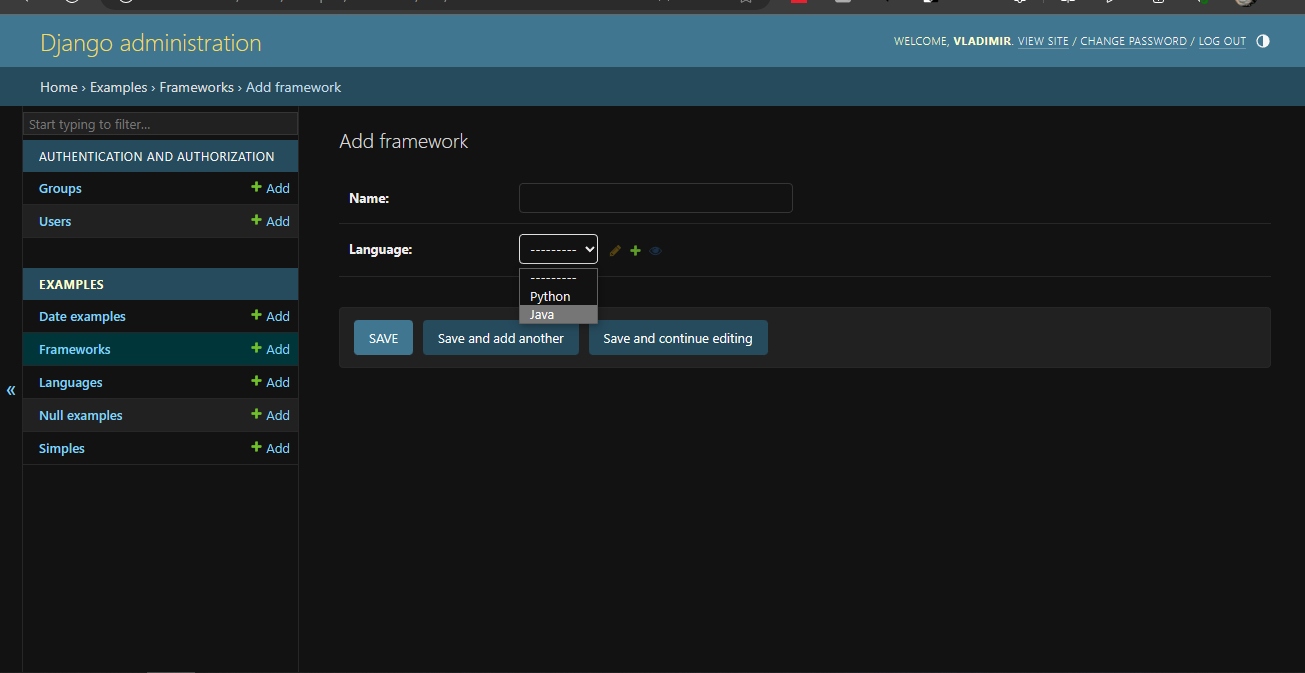 Django administration
WELCOME, VLADIMIR. VIEW SITE / CHANGE PASSWORD / LOG OUT
Home › Examples › Frameworks › Add framework
Start typing to filter...
AUTHENTICATION AND AUTHORIZATION
Groups + Add
Users + Add
EXAMPLES
Date examples + Add
Frameworks + Add
Languages + Add
Null examples + Add
Simples + Add
«
Add framework
Name:
Language: ---------
---------
Python
Java
SAVE Save and add another Save and continue editing